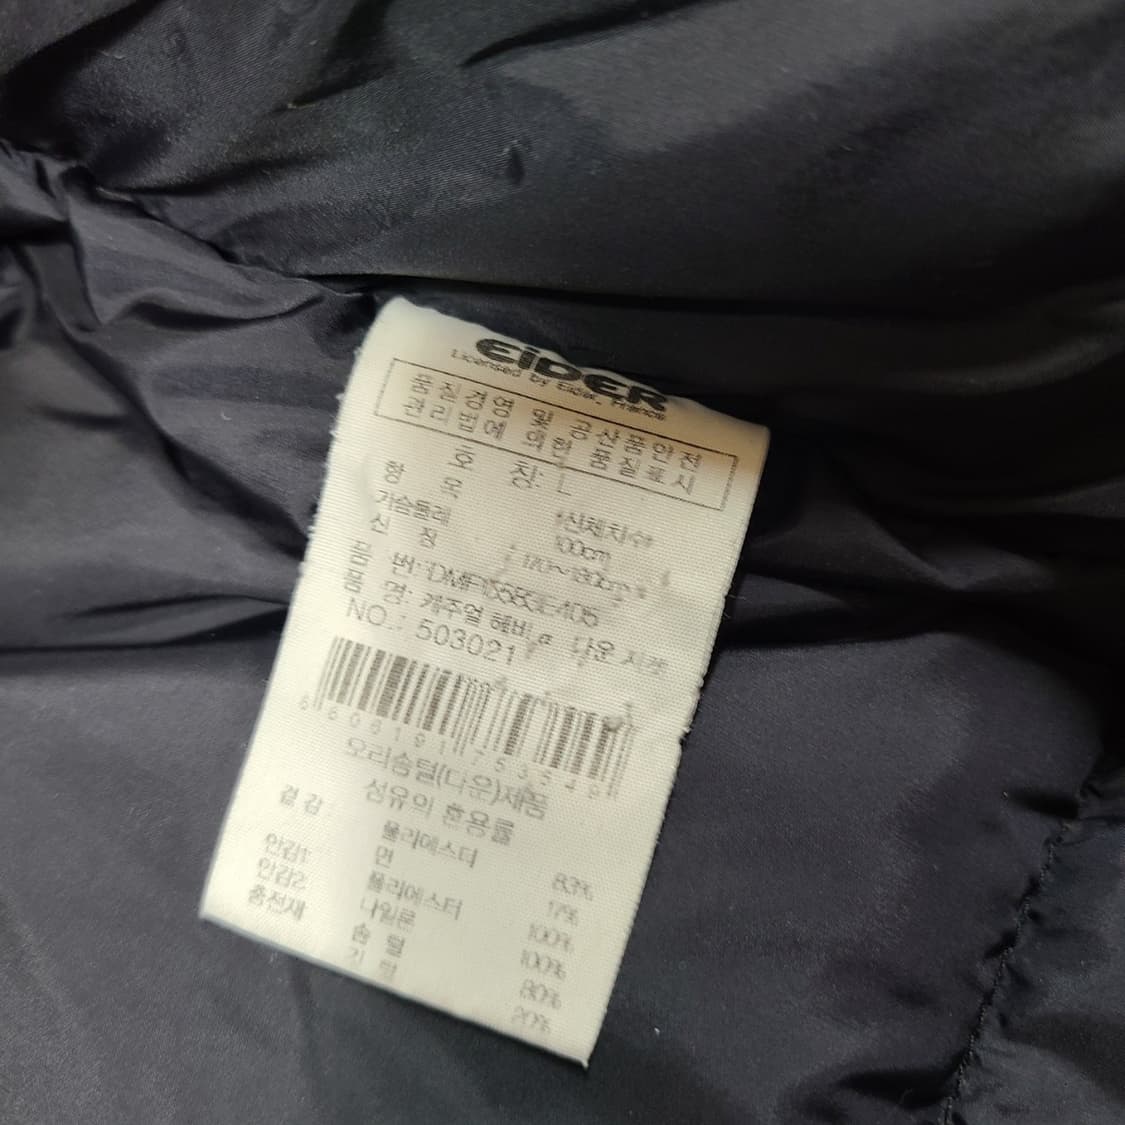 EiDER
Licensed by Eider, France
품질경영 및 공산품안전
관리법에 의한 품질표시
호칭:
*신체치수*
가슴둘레 100cm
신장
품번:
품명: 캐주얼 헤비 다운
NO.: 503021
오리솜털(다운)제품
섬유의 혼용률
겉감 폴리에스터 83%
면 17%
안감1: 폴리에스터 100%
안감2 나일론 100%
충전재 솜털 80%
깃털 20%